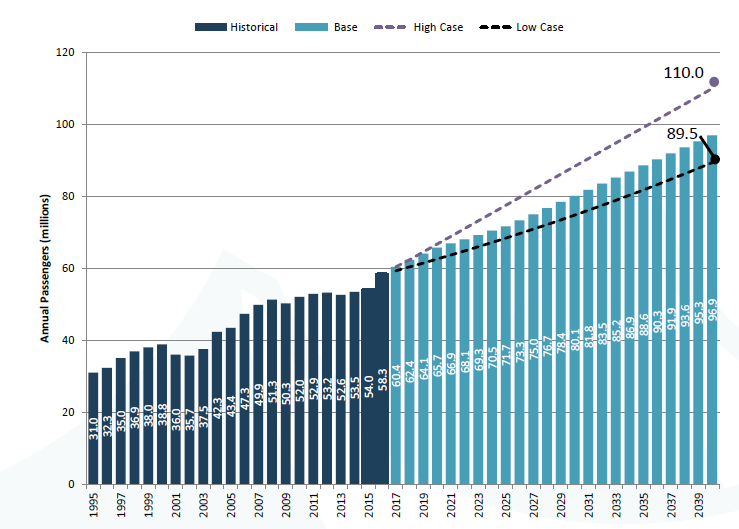 Historical Base High Case Low Case
120
110.0
100
89.5
80
60
40
20
0
Annual Passengers (millions)
31.0 32.3 35.0 36.9 38.0 38.8 36.0 35.7 37.5 42.3 43.4 47.3 49.9 51.3 50.3 52.0 52.9 53.2 52.6 53.5 54.0 58.3 60.4 62.4 64.1 65.7 66.9 68.1 69.3 70.5 71.7 73.3 75.0 76.7 78.4 80.1 81.8 83.5 85.2 86.9 88.6 90.3 91.9 93.6 95.3 96.9
1995 1997 1999 2001 2003 2005 2007 2009 2011 2013 2015 2017 2019 2021 2023 2025 2027 2029 2031 2033 2035 2037 2039